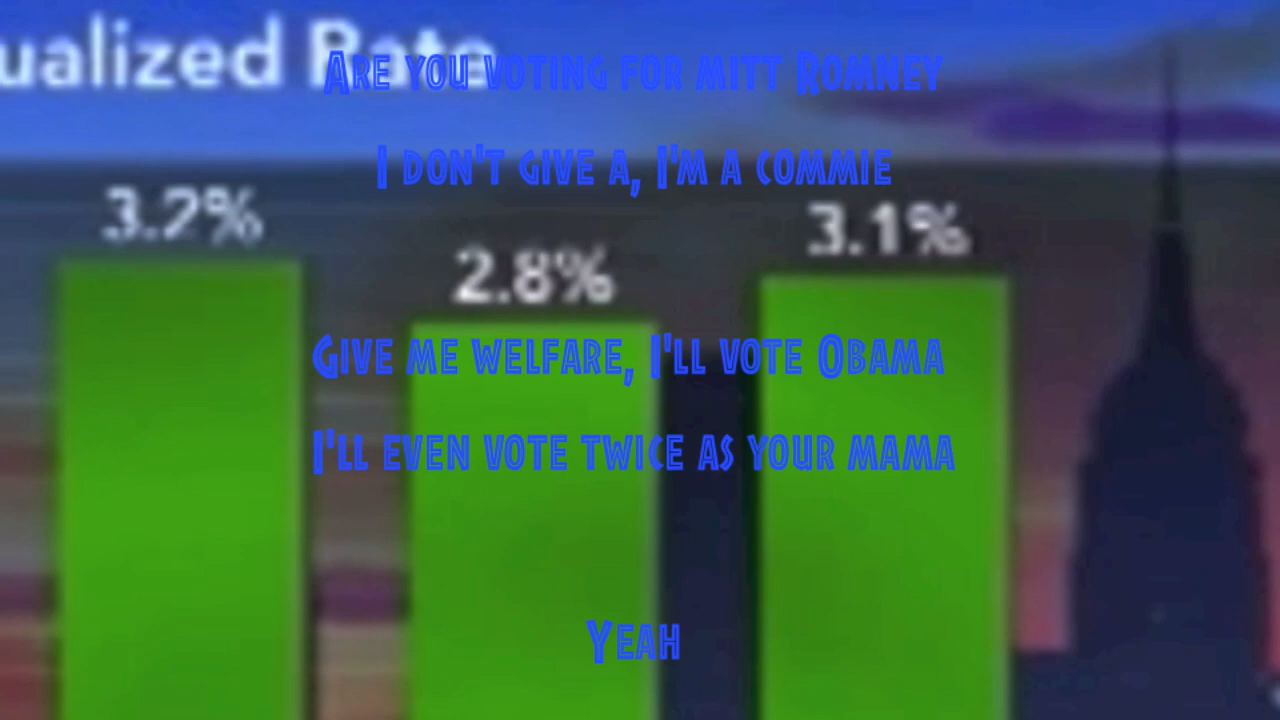 ualized Rate
Are you voting for Mitt Romney
I don't give a, I'm a commie
3.2%
3.1%
2.8%
Give me welfare, I'll vote Obama
I'll even vote twice as your mama
Yeah